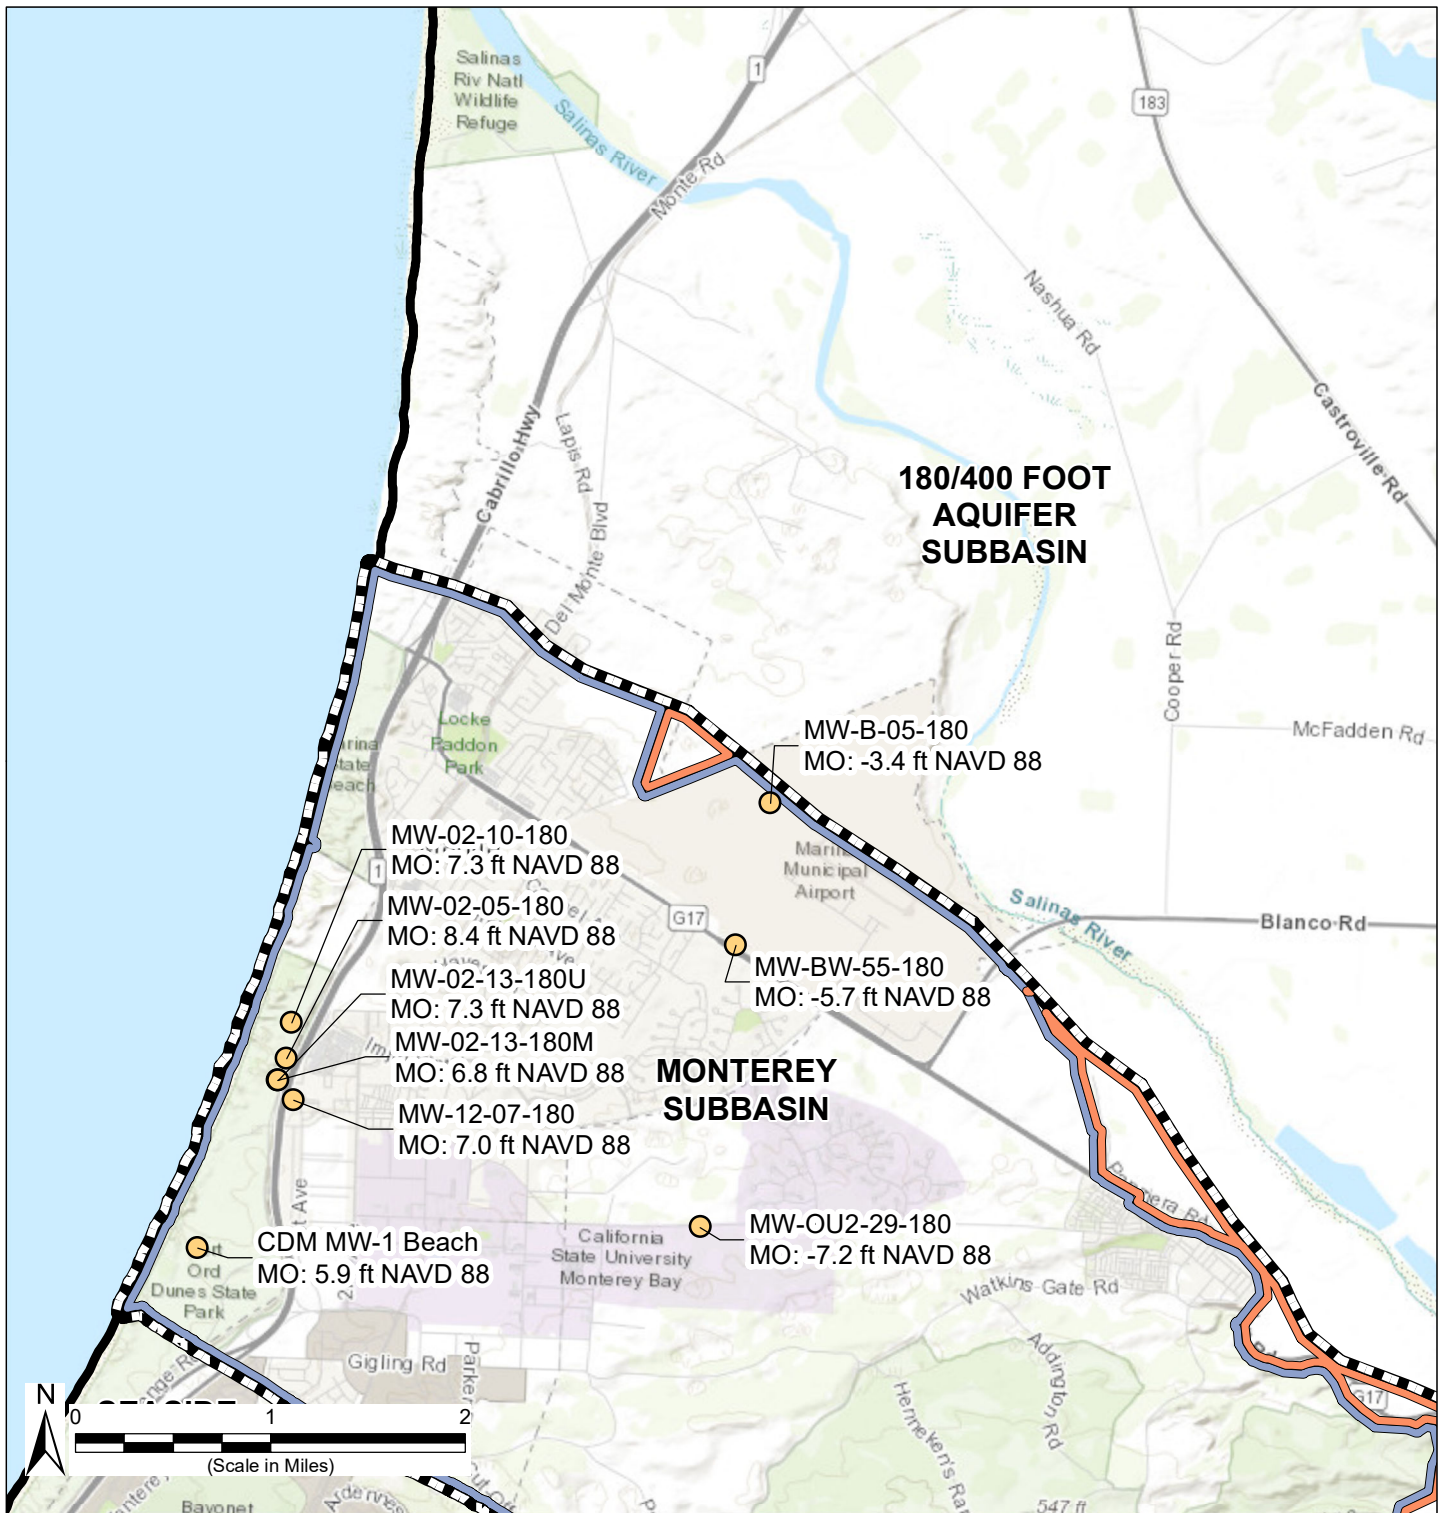 Salinas
Riv Natl
Wildlife
Refuge
Salinas River
1
183
Monte Rd
Nashua Rd
Castroville Rd
Cabrillo Hwy
Lapis Rd
Del Monte Blvd
180/400 FOOT
AQUIFER
SUBBASIN
Cooper Rd
McFadden Rd
Locke
Paddon
Park
MW-B-05-180
MO: -3.4 ft NAVD 88
Marina
Municipal
Airport
MW-02-10-180
MO: 7.3 ft NAVD 88
1
MW-02-05-180
MO: 8.4 ft NAVD 88
G17
Salinas River
Blanco Rd
MW-BW-55-180
MO: -5.7 ft NAVD 88
MW-02-13-180U
MO: 7.3 ft NAVD 88
MW-02-13-180M
MO: 6.8 ft NAVD 88
MONTEREY
SUBBASIN
MW-12-07-180
MO: 7.0 ft NAVD 88
Ave
CDM MW-1 Beach
MO: 5.9 ft NAVD 88
Ord
Dunes State
Park
California
State University
Monterey Bay
MW-OU2-29-180
MO: -7.2 ft NAVD 88
Watkins Gate Rd
Gigling Rd
Parker
Addington Rd
G17
N
0 1 2
(Scale in Miles)
Bayonet
547 ft